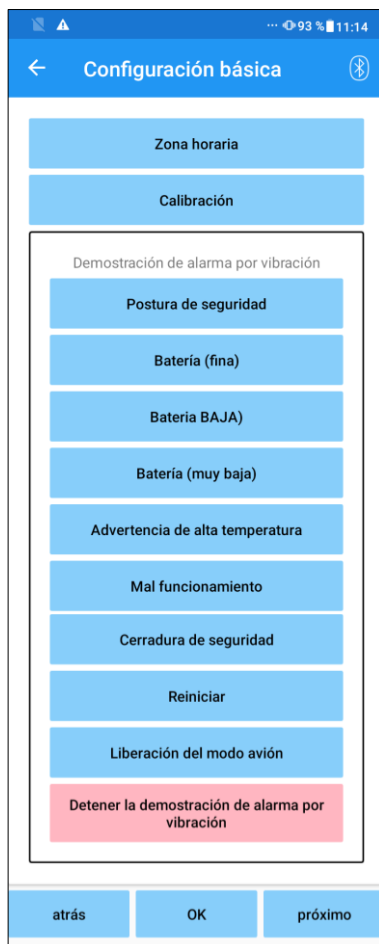 ... 93 % 11:14
Configuración básica
Zona horaria
Calibración
Demostración de alarma por vibración
Postura de seguridad
Batería (fina)
Bateria BAJA)
Batería (muy baja)
Advertencia de alta temperatura
Mal funcionamiento
Cerradura de seguridad
Reiniciar
Liberación del modo avión
Detener la demostración de alarma por
vibración
atrás OK próximo